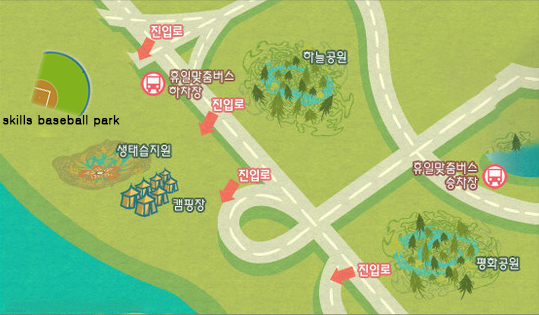 진입로
하늘공원
휴일맞춤버스
하차장
진입로
skills baseball park
생태습지원
진입로
휴일맞춤버스
승차장
캠핑장
평화공원
진입로